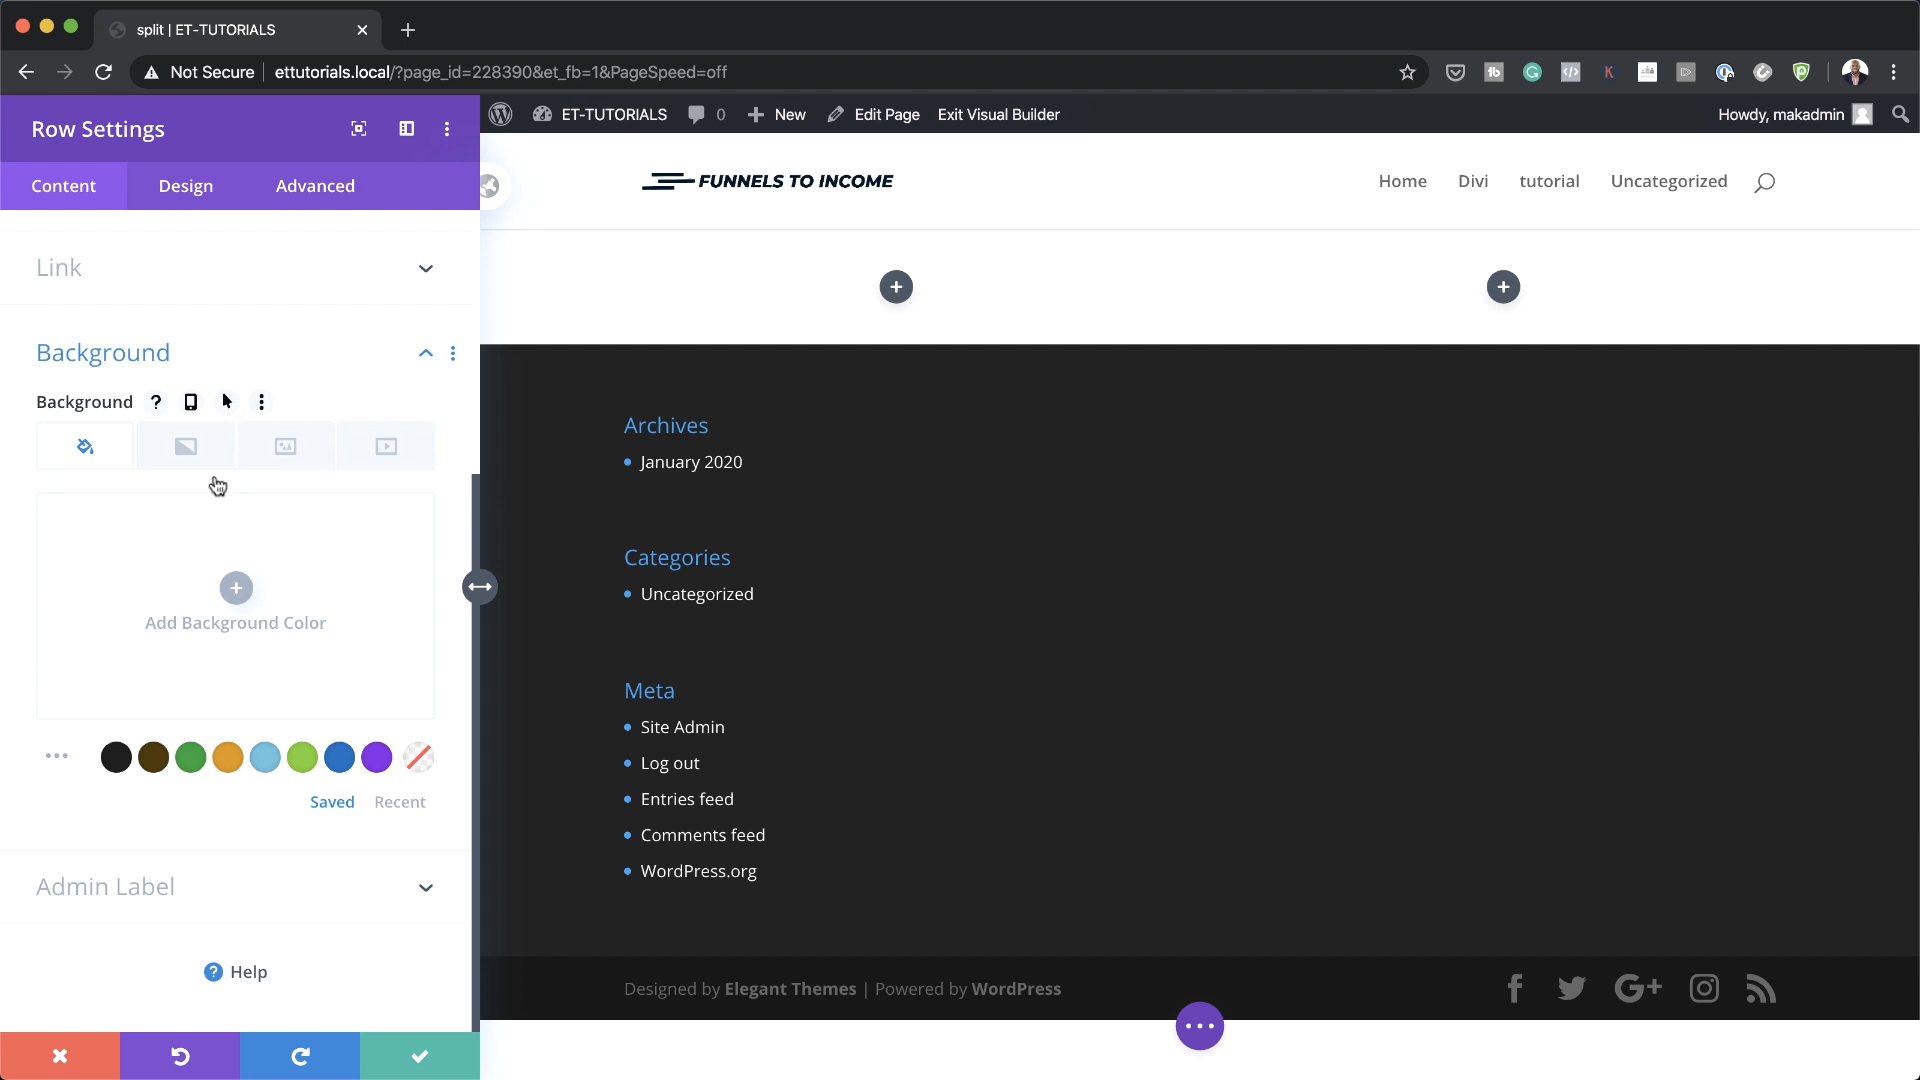 split | ET-TUTORIALS
Not Secure
ettutorials.local/?page_id=228390&et_fb=1&PageSpeed=off
Row Settings
ET-TUTORIALS
0
New
Edit Page
Exit Visual Builder
Howdy, makadmin
Content
Design
Advanced
FUNNELS TO INCOME
Home
Divi
tutorial
Uncategorized
Link
Background
Background
Add Background Color
Saved
Recent
Admin Label
Help
Archives
January 2020
Categories
Uncategorized
Meta
Site Admin
Log out
Entries feed
Comments feed
WordPress.org
Designed by Elegant Themes | Powered by WordPress